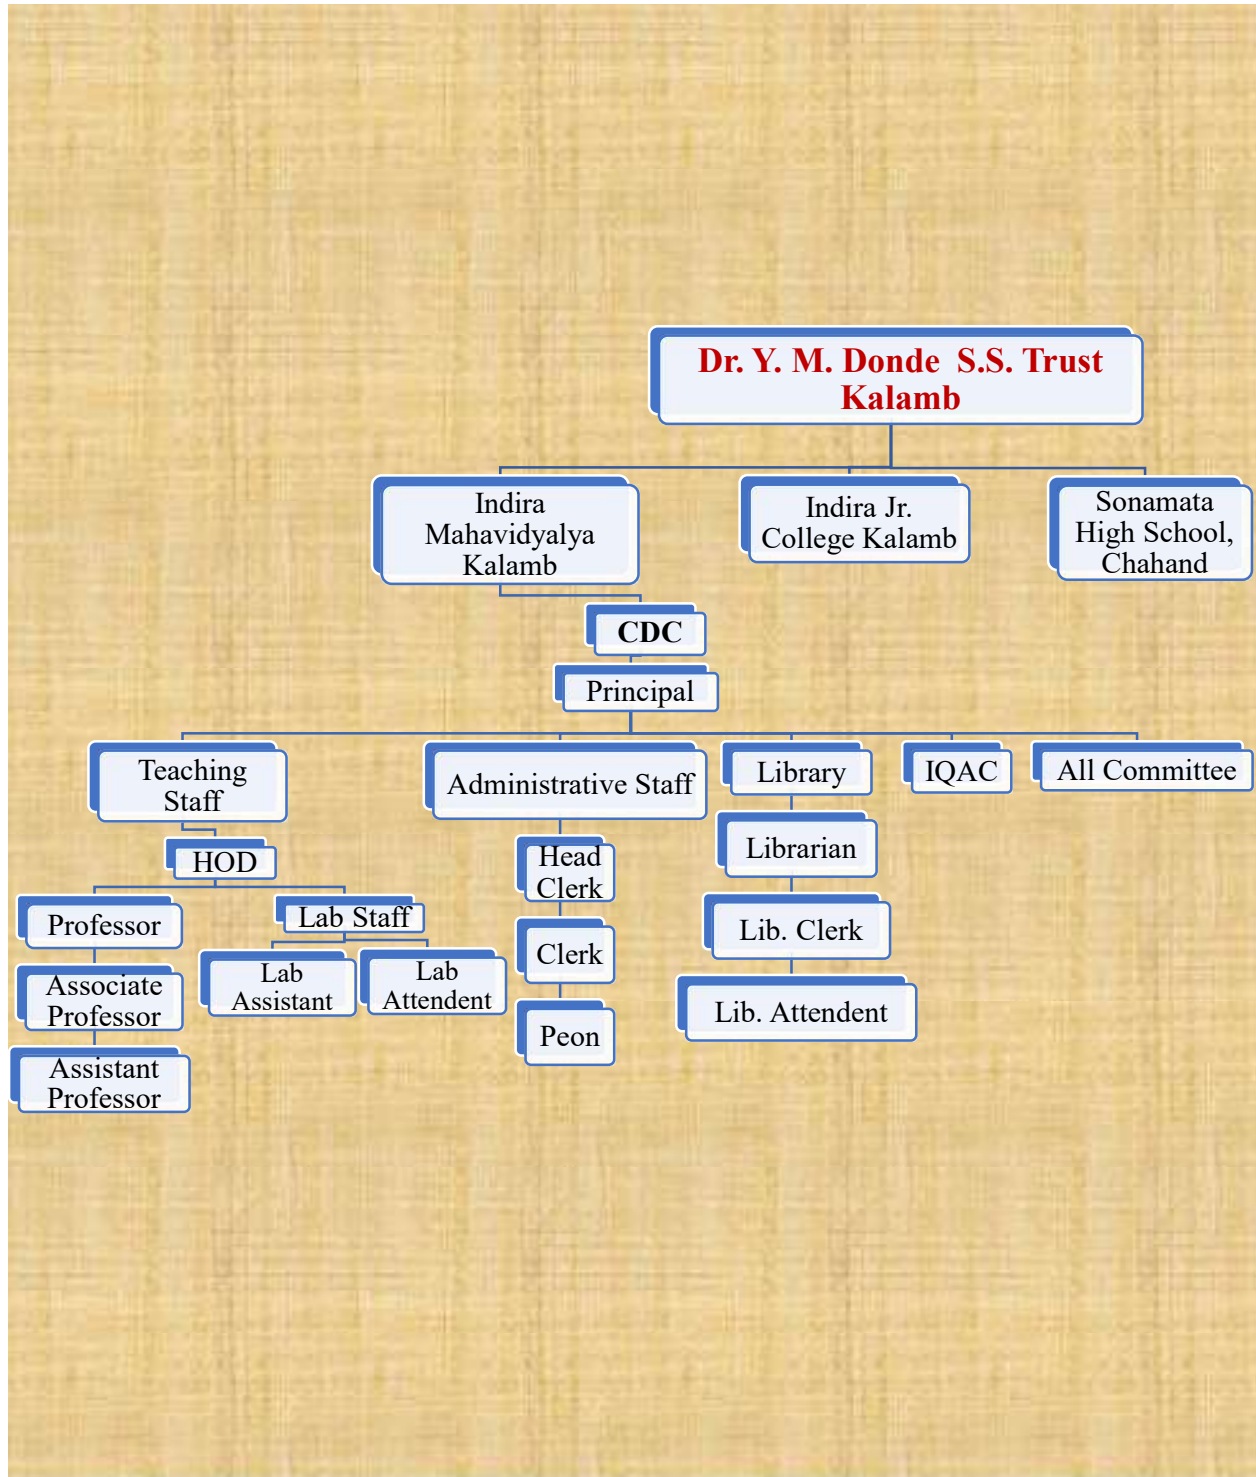 Dr. Y. M. Donde S.S. Trust
Kalamb
Indira
Mahavidyalya
Kalamb
Indira Jr.
College Kalamb
Sonamata
High School,
Chahand
CDC
Principal
Teaching
Staff
Administrative Staff
Library
IQAC
All Committee
HOD
Head
Clerk
Librarian
Professor
Lab Staff
Lib. Clerk
Clerk
Associate
Professor
Lab
Assistant
Lab
Attendent
Lib. Attendent
Peon
Assistant
Professor